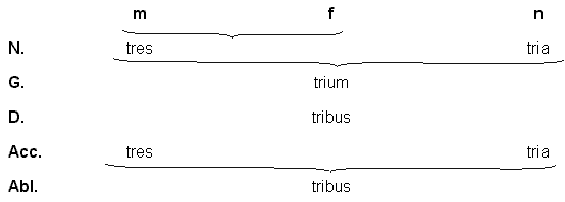 m f n
N. tres tria
G. trium
D. tribus
Acc. tres tria
Abl. tribus